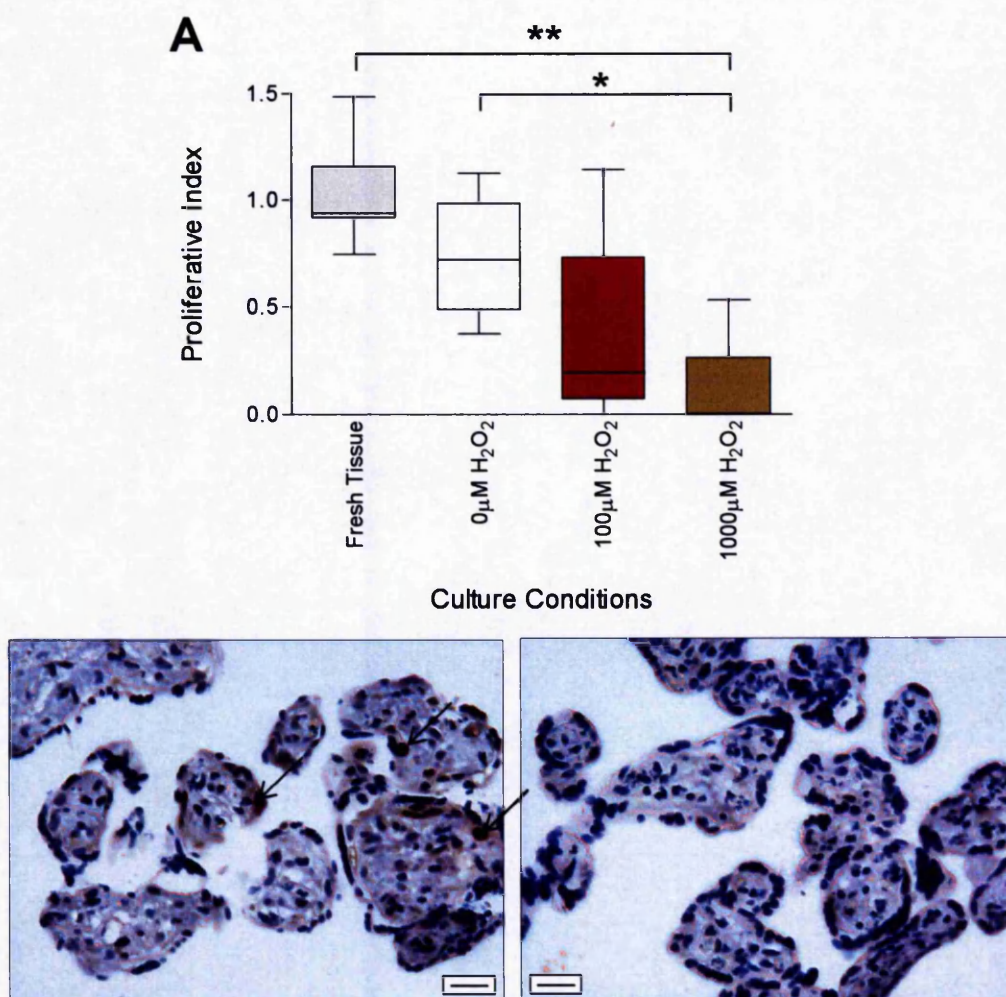 A
**
*
1.5
1.0
0.5
0.0
Proliferative index
Fresh Tissue
0µM H₂O₂
100µM H₂O₂
1000µM H₂O₂
Culture Conditions